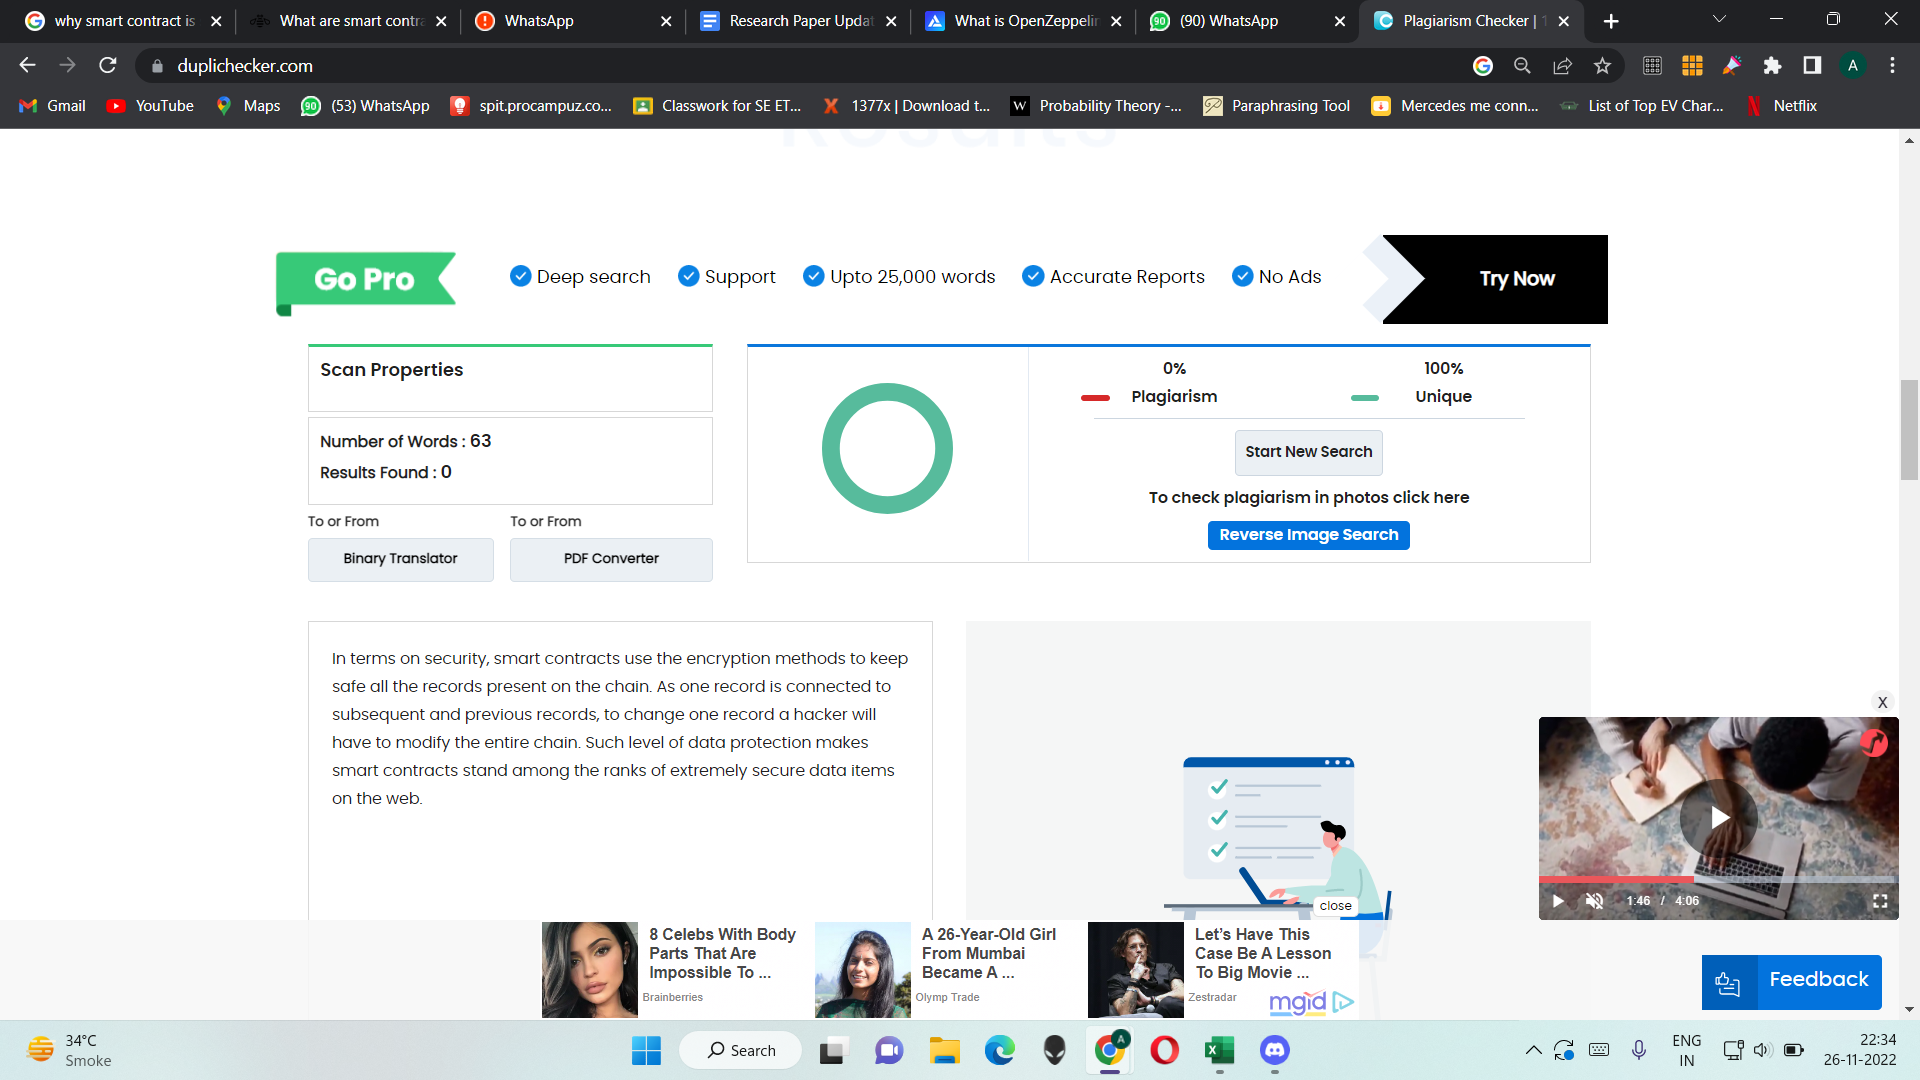 why smart contract is
What are smart contra
WhatsApp
Research Paper Updat
What is OpenZeppelin
(90) WhatsApp
Plagiarism Checker | 1
duplichecker.com
A
Gmail
YouTube
Maps
(53) WhatsApp
spit.procampuz.co...
Classwork for SE ET...
1377x | Download t...
Probability Theory -...
Paraphrasing Tool
Mercedes me conn...
List of Top EV Char...
Netflix
Results
Go Pro
Deep search
Support
Upto 25,000 words
Accurate Reports
No Ads
Try Now
Scan Properties
Number of Words : 63
Results Found : 0
To or From
To or From
Binary Translator
PDF Converter
0%
100%
Plagiarism
Unique
Start New Search
To check plagiarism in photos click here
Reverse Image Search
In terms on security, smart contracts use the encryption methods to keep
safe all the records present on the chain. As one record is connected to
subsequent and previous records, to change one record a hacker will
have to modify the entire chain. Such level of data protection makes
smart contracts stand among the ranks of extremely secure data items
on the web.
X
1:46 / 4:06
close
8 Celebs With Body
Parts That Are
Impossible To ...
Brainberries
A 26-Year-Old Girl
From Mumbai
Became A ...
Olymp Trade
Let's Have This
Case Be A Lesson
To Big Movie ...
Zestradar
mgid
Feedback
34°C
Smoke
Search
A
ENG
IN
22:34
26-11-2022